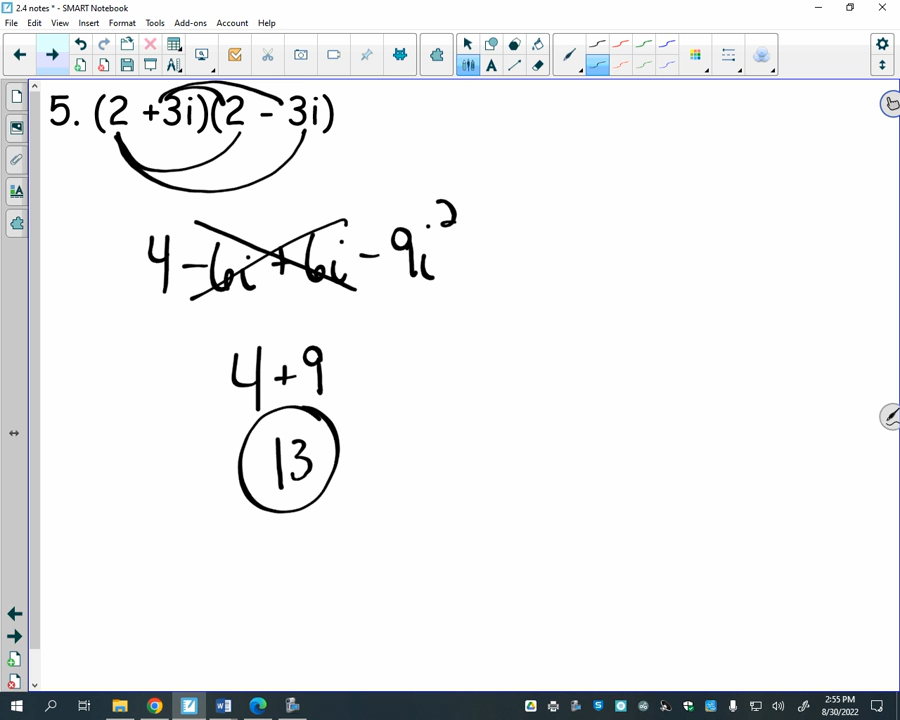 2.4 notes * - SMART Notebook
File Edit View Insert Format Tools Add-ons Account Help
5. (2 +3i)(2 - 3i)
4 - 6i + 6i - 9i²
4 + 9
13
2:55 PM
8/30/2022